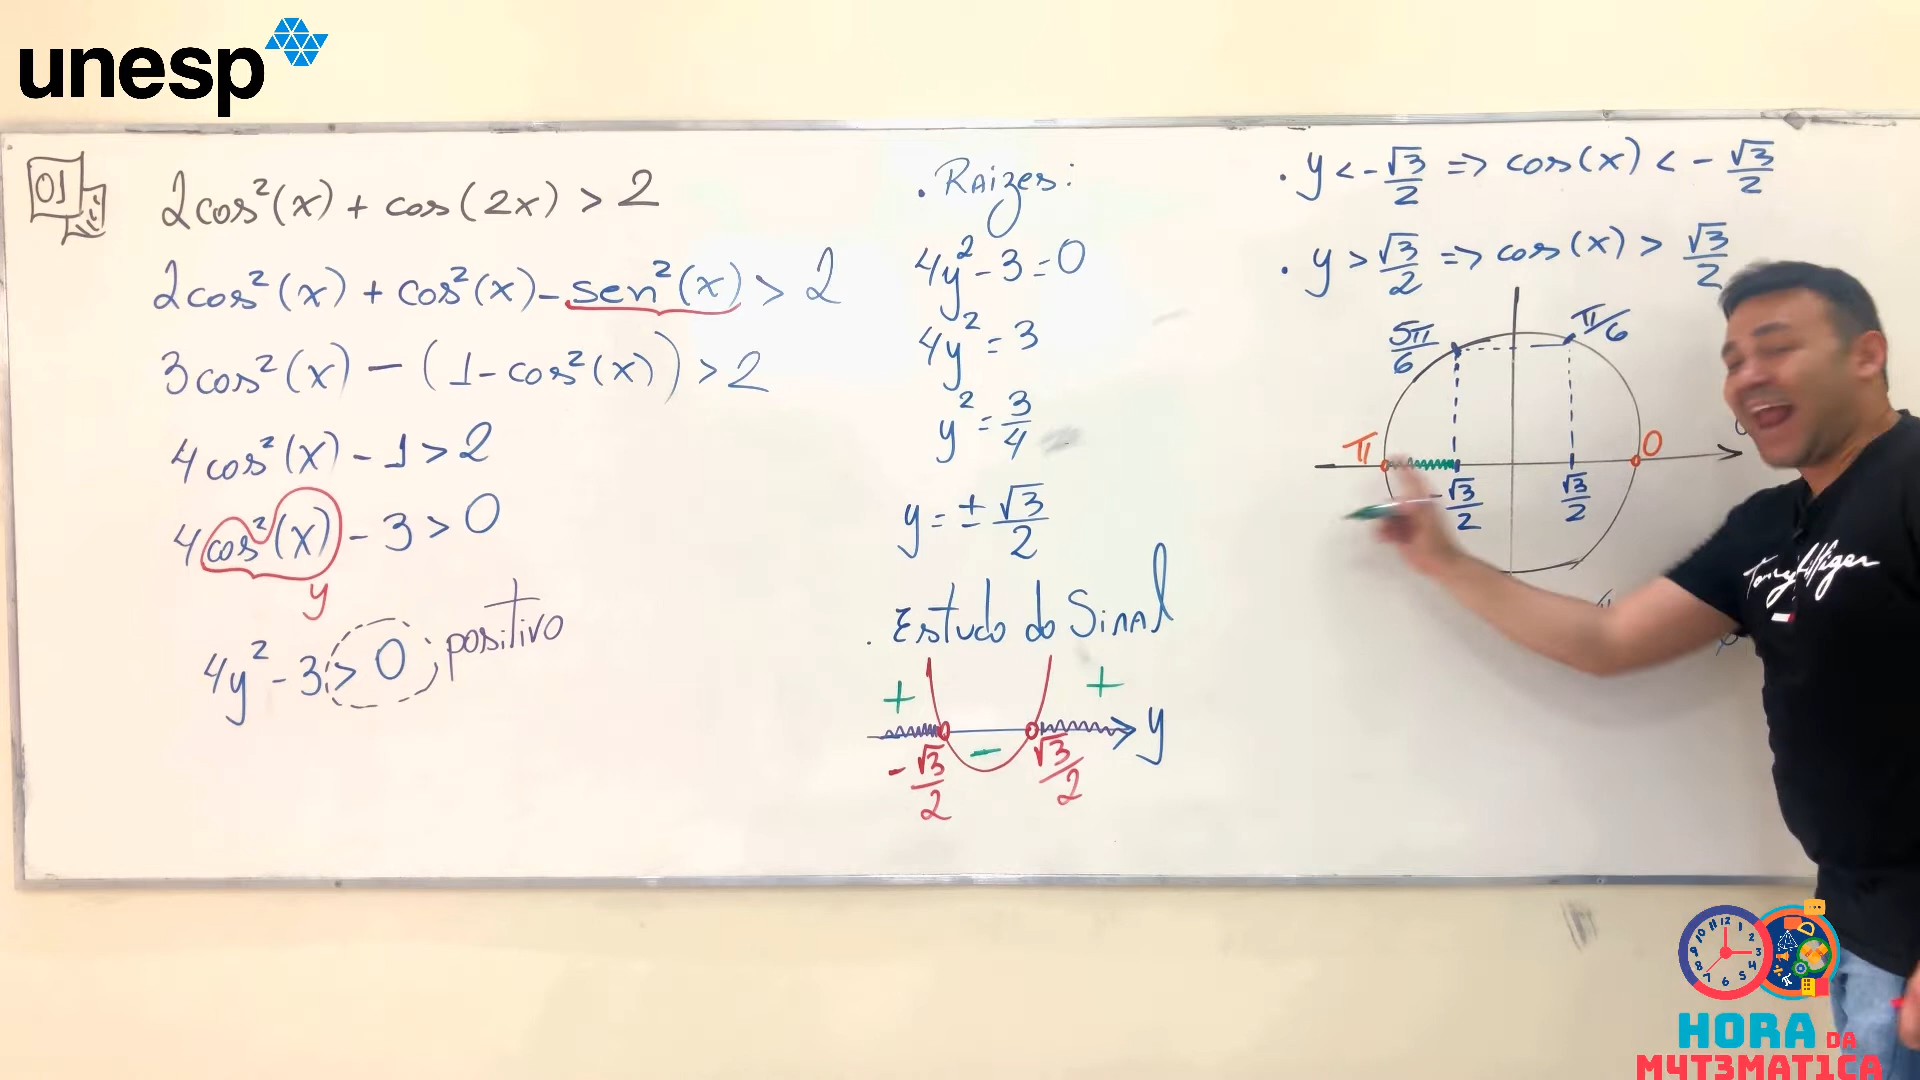 unesp
01
2cos²(x) + cos(2x) > 2
2cos²(x) + cos²(x) - sen²(x) > 2
3cos²(x) - (1 - cos²(x)) > 2
4cos²(x) - 1 > 2
4cos²(x) - 3 > 0
y
4y² - 3 > 0 positivo
. Raizes:
4y² - 3 = 0
4y² = 3
y² = 3/4
y = ± √3/2
. Estudo do Sinal
+ - + y
-√3/2 √3/2
. y < -√3/2 => cos(x) < -√3/2
. y > √3/2 => cos(x) > √3/2
5π/6 π/6
π 0
-√3/2 √3/2
Tommy Hilfiger
HORA DA
M4T3MAT1CA